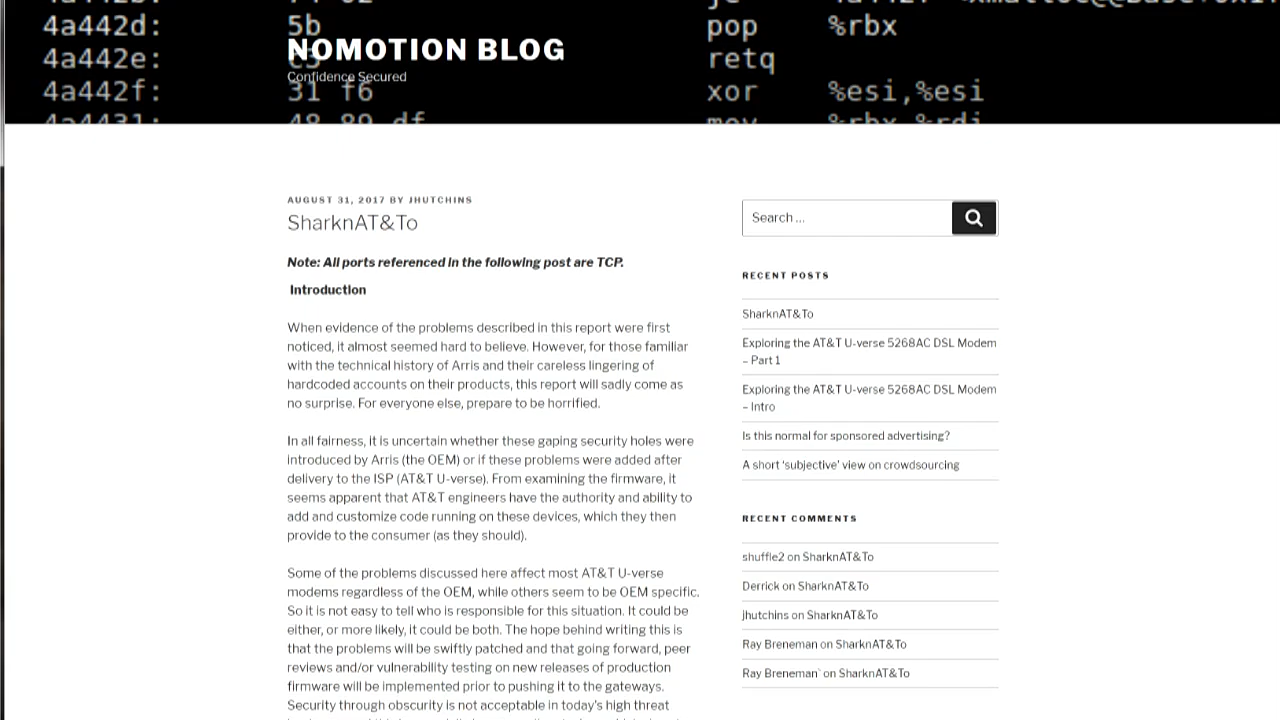 4a442d: 5b pop %rbx
4a442e: c3 retq
NOMOTION BLOG
Confidence Secured
4a442f: 31 f6 xor %esi,%esi
4a4431: 48 89 df mov %rbx,%rdi
AUGUST 31, 2017 BY JHUTCHINS
SharknAT&To
Note: All ports referenced in the following post are TCP.
Introduction
When evidence of the problems described in this report were first
noticed, it almost seemed hard to believe. However, for those familiar
with the technical history of Arris and their careless lingering of
hardcoded accounts on their products, this report will sadly come as
no surprise. For everyone else, prepare to be horrified.
In all fairness, it is uncertain whether these gaping security holes were
introduced by Arris (the OEM) or if these problems were added after
delivery to the ISP (AT&T U-verse). From examining the firmware, it
seems apparent that AT&T engineers have the authority and ability to
add and customize code running on these devices, which they then
provide to the consumer (as they should).
Some of the problems discussed here affect most AT&T U-verse
modems regardless of the OEM, while others seem to be OEM specific.
So it is not easy to tell who is responsible for this situation. It could be
either, or more likely, it could be both. The hope behind writing this is
that the problems will be swiftly patched and that going forward, peer
reviews and/or vulnerability testing on new releases of production
firmware will be implemented prior to pushing it to the gateways.
Security through obscurity is not acceptable in today's high threat
Search ...
RECENT POSTS
SharknAT&To
Exploring the AT&T U-verse 5268AC DSL Modem
– Part 1
Exploring the AT&T U-verse 5268AC DSL Modem
– Intro
Is this normal for sponsored advertising?
A short 'subjective' view on crowdsourcing
RECENT COMMENTS
shuffle2 on SharknAT&To
Derrick on SharknAT&To
jhutchins on SharknAT&To
Ray Breneman on SharknAT&To
Ray Breneman` on SharknAT&To